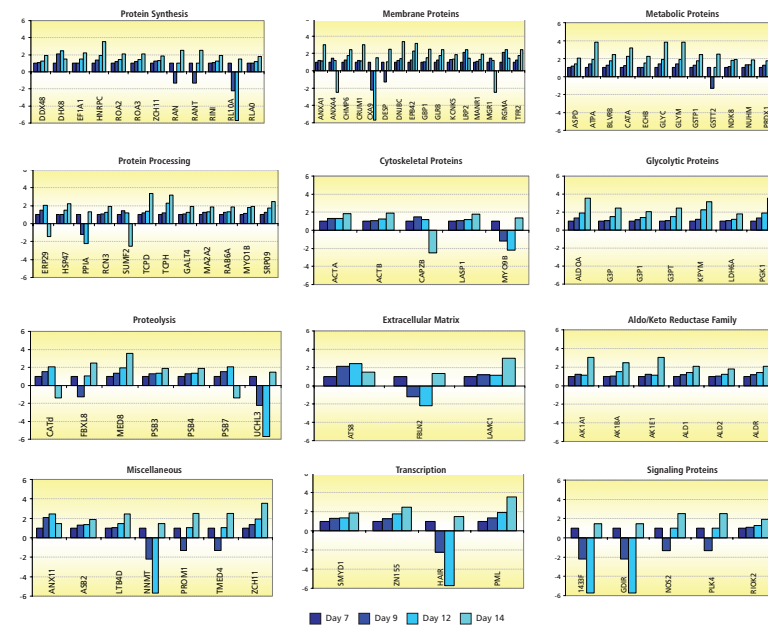 Protein Synthesis
6
4
2
0
-2
-4
-6
DDX48
DHX8
EF1A1
HNRPC
ROA2
ROA3
ZCH11
RAN
RANT
RINI
RL10A
RLA0
Membrane Proteins
4
2
0
-2
-4
-6
ANXA1
ANXA4
CHMP6
CRUM1
CXA9
DESP
DNJBC
EPB42
GBP1
GLRB
KCNK5
LRP2
MANR1
MGR1
RGMA
TFR2
Metabolic Proteins
6
4
2
0
-2
-4
-6
ASPD
ATPA
BLVRB
CATA
ECHB
GLYC
GLYM
GSTP1
GSTT2
NDK8
NUHM
PRDX1
Protein Processing
4
2
0
-2
-4
-6
ERP29
HSP47
PPIA
RCN3
SUMF2
TCPD
TCPH
GALT4
MA2A2
RAB6A
MYO1B
SRP09
Cytoskeletal Proteins
6
4
2
0
-2
-4
-6
ACTA
ACTB
CAPZB
LASP1
MYO9B
Glycolytic Proteins
6
4
2
0
-2
-4
-6
ALDOA
G3P
G3P1
G3PT
KPYM
LDH6A
PGK1
Proteolysis
6
4
2
0
-2
-4
-6
CATd
FBXL8
MED8
PSB3
PSB4
PSB7
UCHL3
Extracellular Matrix
6
4
2
0
-2
-4
-6
ATS8
FBLN2
LAMC1
Aldo/Keto Reductase Family
6
4
2
0
-2
-4
-6
AK1A1
AK1BA
AK1E1
ALD1
ALD2
ALDR
Miscellaneous
6
4
2
0
-2
-4
-6
ANX11
ASB2
LTB4D
NNMT
PROM1
TMED4
ZCH11
Transcription
4
2
0
-2
-4
-6
SMYD1
ZN155
HAIR
PML
Signaling Proteins
6
4
2
0
-2
-4
-6
1433F
GDIR
NOS2
PLK4
RIOK2
Day 7 Day 9 Day 12 Day 14